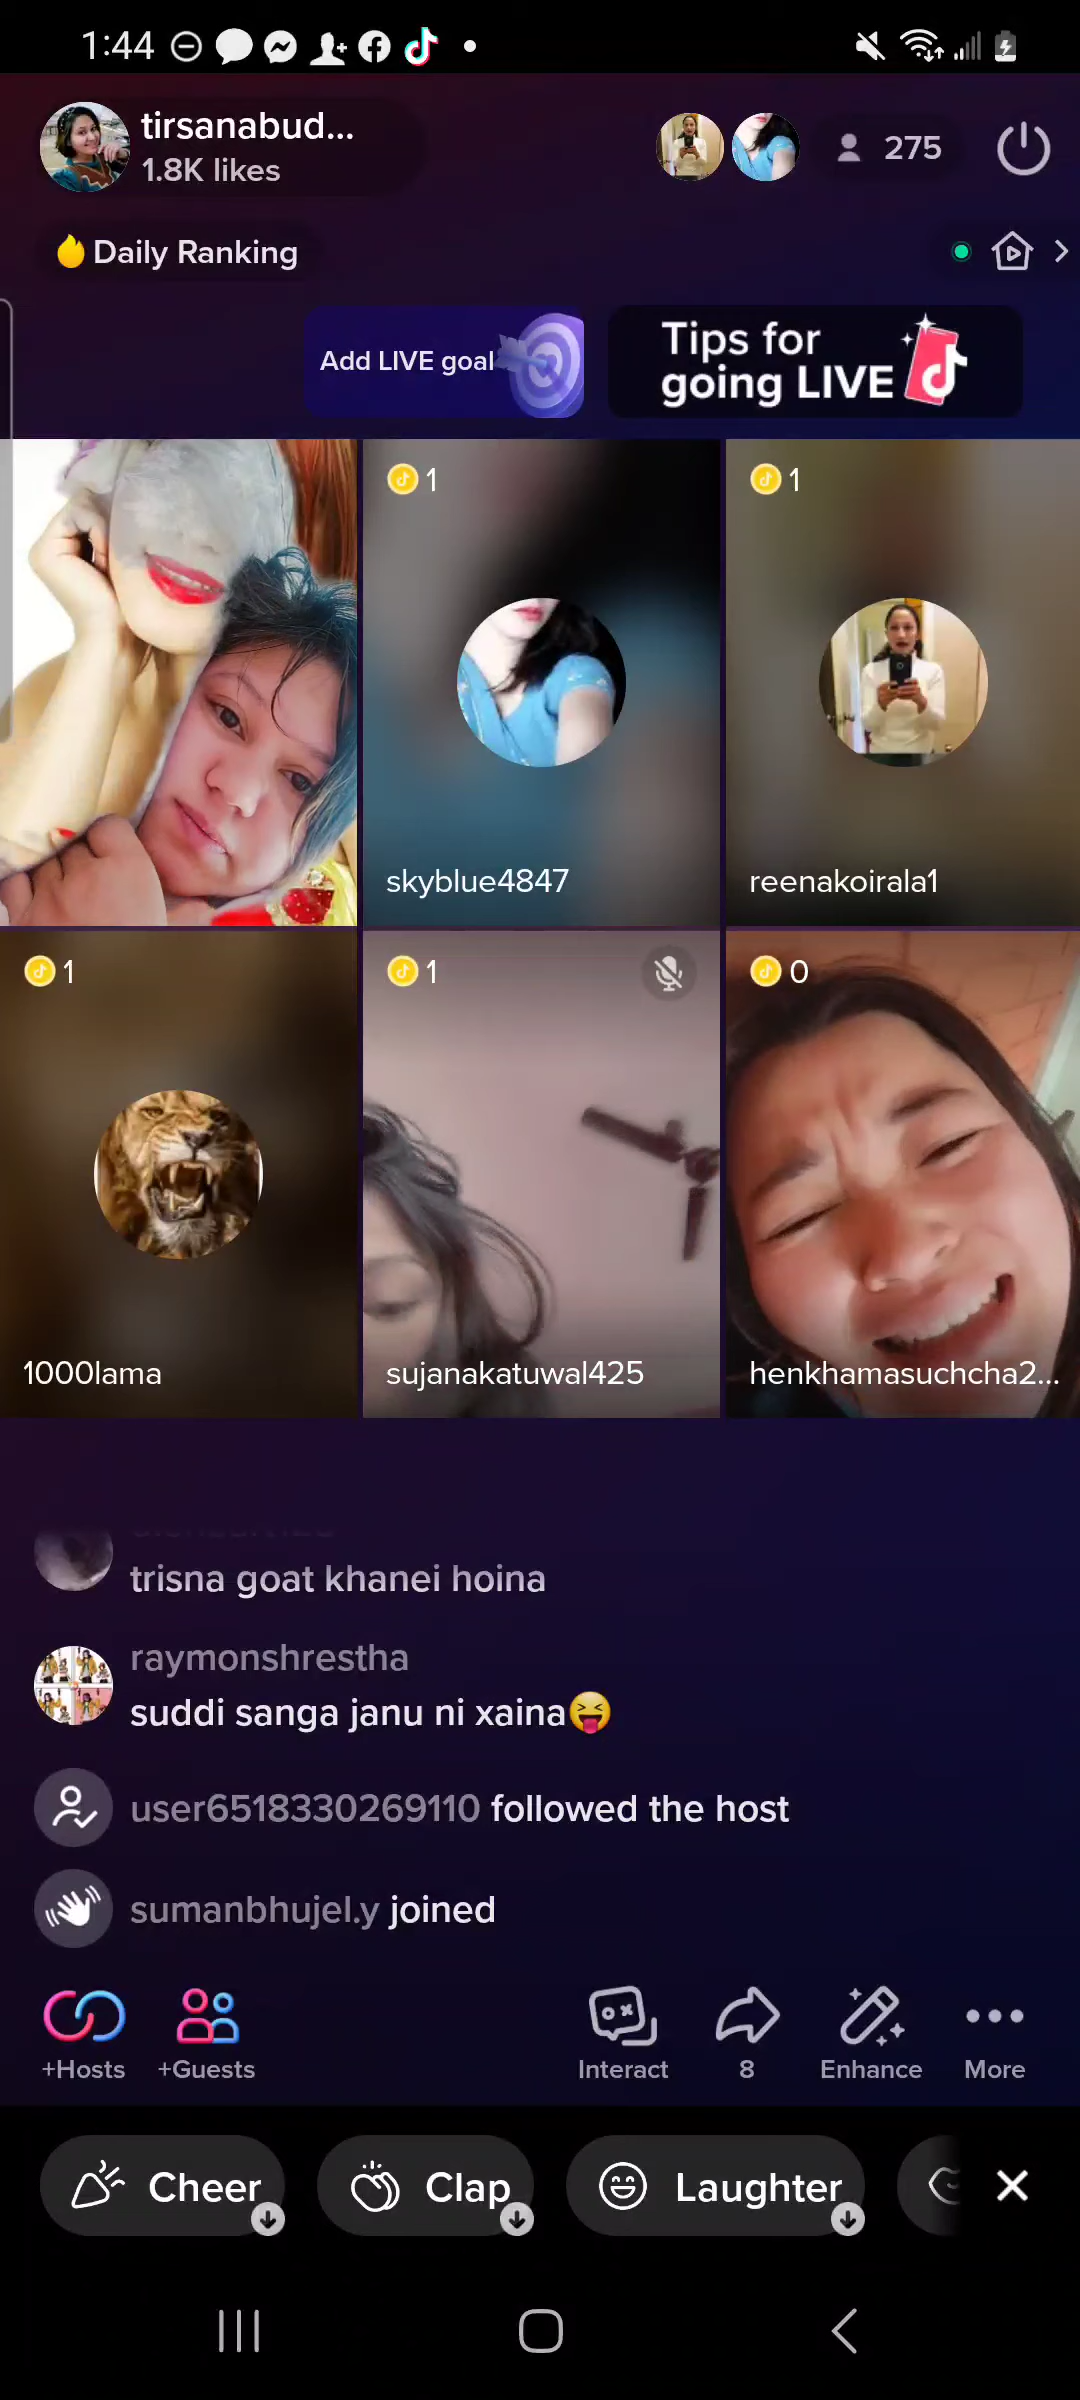 1:44
tirsanabud...
1.8K likes
275
Daily Ranking
Add LIVE goal
Tips for
going LIVE
1
1
skyblue4847
reenakoirala1
1
1
0
1000lama
sujanakatuwal425
henkhamasuchcha2...
trisna goat khanei hoina
raymonshrestha
suddi sanga janu ni xaina😝
user6518330269110 followed the host
sumanbhujel.y joined
+Hosts
+Guests
Interact
8
Enhance
More
Cheer
Clap
Laughter